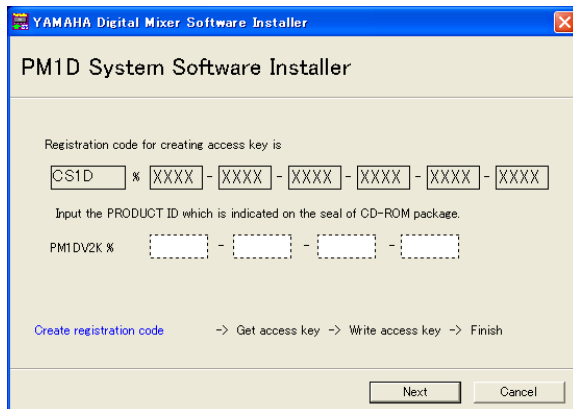 YAMAHA Digital Mixer Software Installer
PM1D System Software Installer
Registration code for creating access key is
CS1D % XXXX - XXXX - XXXX - XXXX - XXXX - XXXX
Input the PRODUCT ID which is indicated on the seal of CD-ROM package.
PM1DV2K % - - -
Create registration code -> Get access key -> Write access key -> Finish
Next Cancel